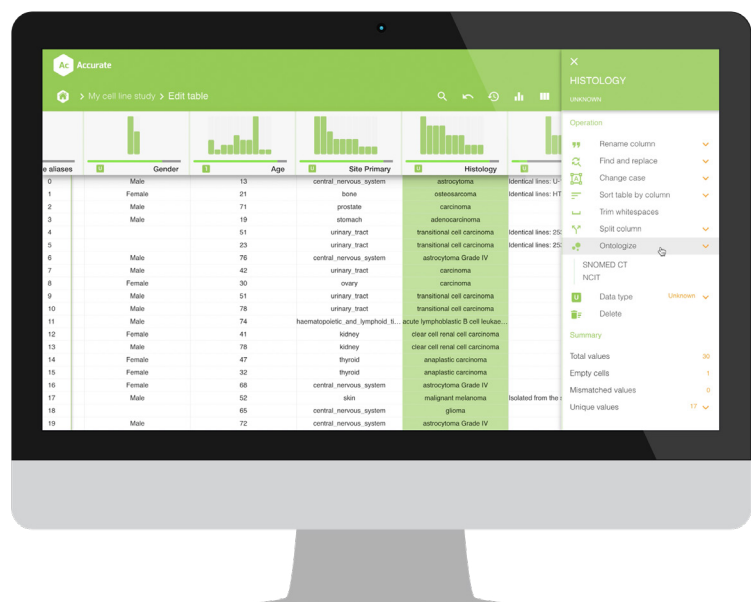 Ac Accurate
> My cell line study > Edit table
e aliases U Gender 1 Age U Site Primary U Histology U
0 Male 13 central_nervous_system astrocytoma Identical lines: U-
1 Female 21 bone osteosarcoma Identical lines: HT
2 Male 71 prostate carcinoma
3 Male 19 stomach adenocarcinoma
4 51 urinary_tract transitional cell carcinoma Identical lines: 25
5 23 urinary_tract transitional cell carcinoma Identical lines: 25
6 Male 76 central_nervous_system astrocytoma Grade IV
7 Male 42 urinary_tract carcinoma
8 Female 30 ovary carcinoma
9 Male 51 urinary_tract transitional cell carcinoma
10 Male 78 urinary_tract transitional cell carcinoma
11 Male 74 haematopoietic_and_lymphoid_ti... acute lymphoblastic B cell leukae...
12 Female 41 kidney clear cell renal cell carcinoma
13 Male 78 kidney clear cell renal cell carcinoma
14 Female 47 thyroid anaplastic carcinoma
15 Female 32 thyroid anaplastic carcinoma
16 Female 68 central_nervous_system astrocytoma Grade IV
17 Male 52 skin malignant melanoma Isolated from the
18 65 central_nervous_system glioma
19 Male 72 central_nervous_system astrocytoma Grade IV
HISTOLOGY
UNKNOWN
Operation
Rename column
Find and replace
A Change case
Sort table by column
Trim whitespaces
Split column
Ontologize
SNOMED CT
NCIT
U Data type Unknown
Delete
Summary
Total values 30
Empty cells 1
Mismatched values 0
Unique values 17